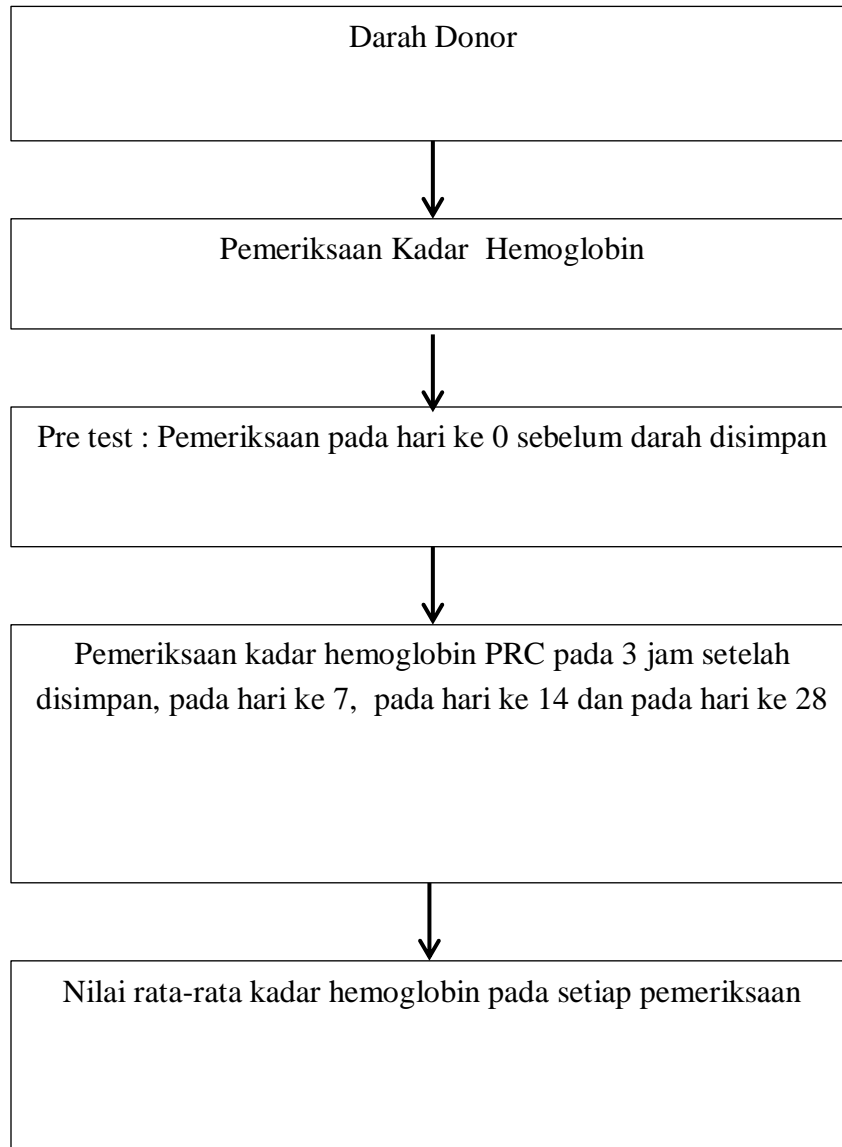 Darah Donor
Pemeriksaan Kadar  Hemoglobin
Pre test : Pemeriksaan pada hari ke 0 sebelum darah disimpan
Pemeriksaan kadar hemoglobin PRC pada 3 jam setelah
disimpan, pada hari ke 7,  pada hari ke 14 dan pada hari ke 28
Nilai rata-rata kadar hemoglobin pada setiap pemeriksaan